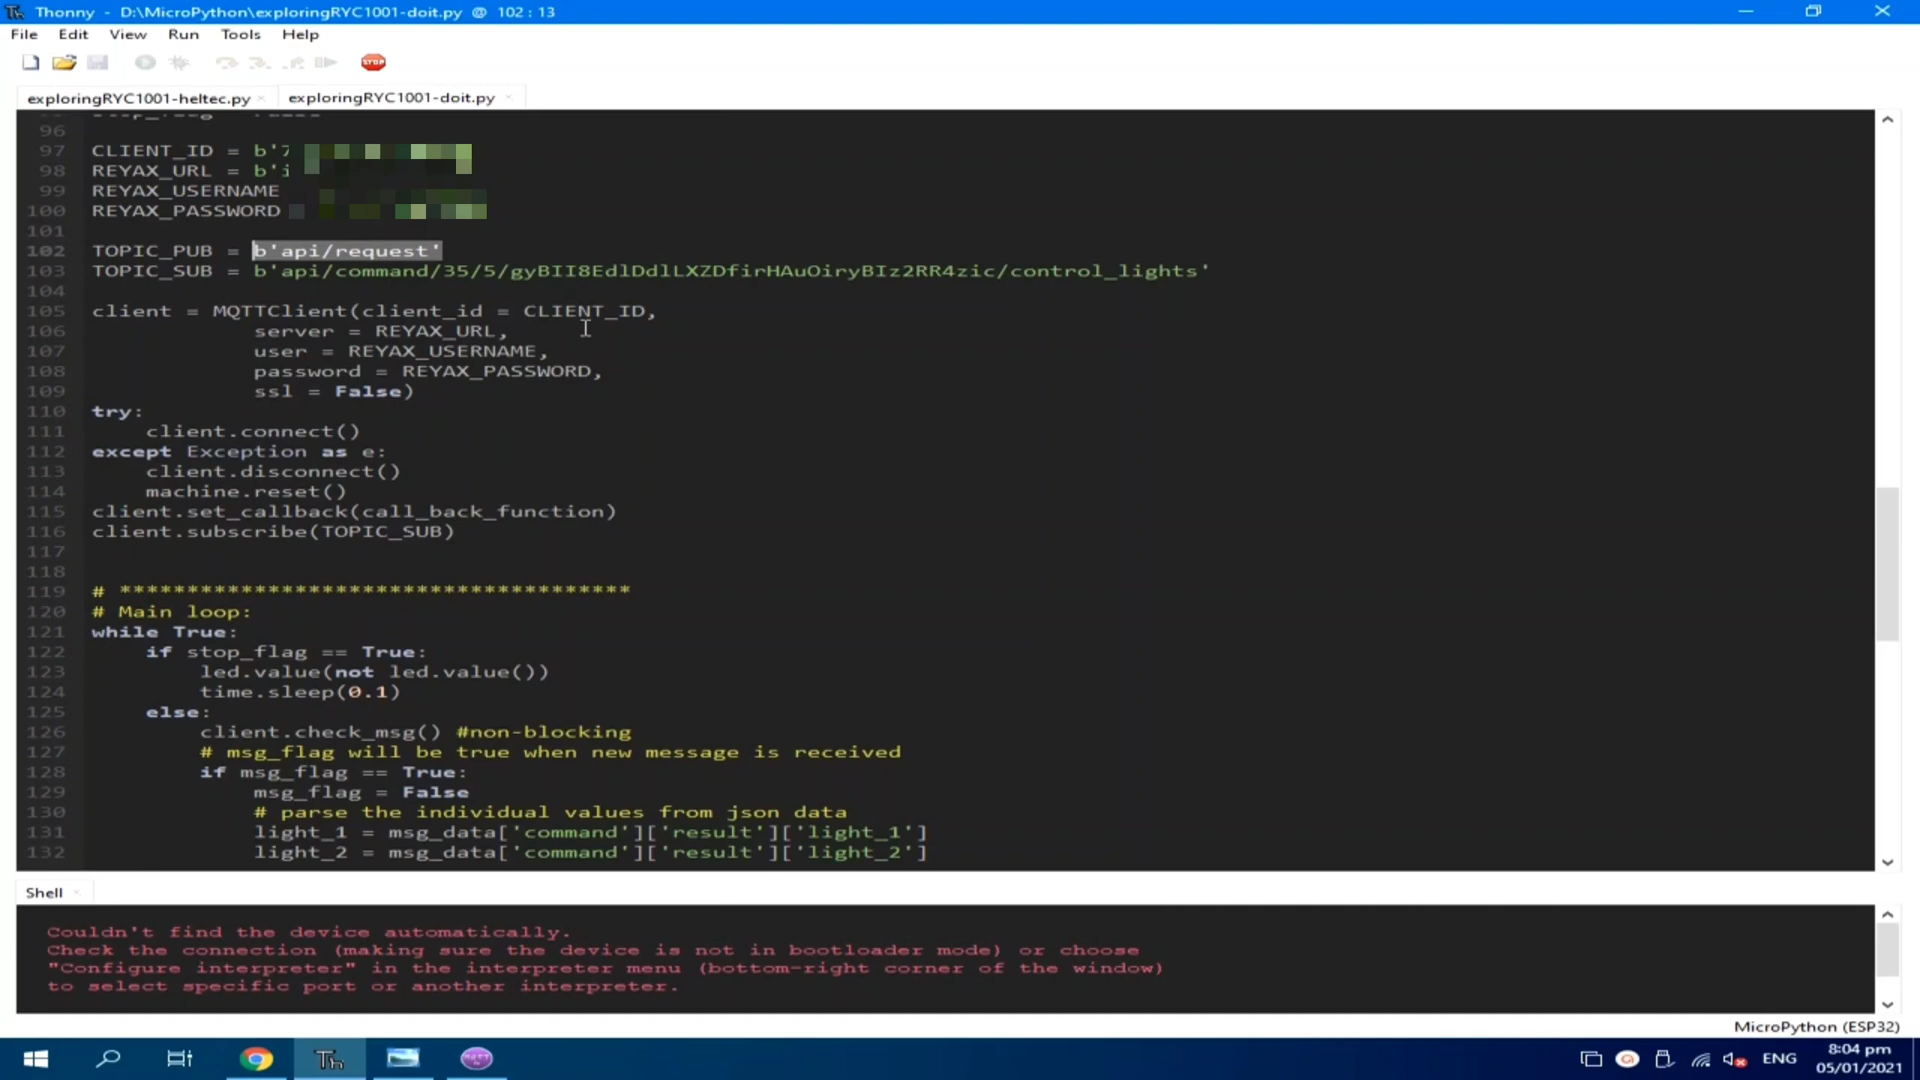 Thonny - D:\MicroPython\exploringRYC1001-doit.py @ 102 : 13
File Edit View Run Tools Help
STOP
exploringRYC1001-heltec.py × exploringRYC1001-doit.py ×
96
97 CLIENT_ID = b'7
98 REYAX_URL = b'i
99 REYAX_USERNAME
100 REYAX_PASSWORD
101
102 TOPIC_PUB = b'api/request'
103 TOPIC_SUB = b'api/command/35/5/gyBII8EdlDdlLXZDfirHAuOiryBIz2RR4zic/control_lights'
104
105 client = MQTTClient(client_id = CLIENT_ID,
106 server = REYAX_URL,
107 user = REYAX_USERNAME,
108 password = REYAX_PASSWORD,
109 ssl = False)
110 try:
111 client.connect()
112 except Exception as e:
113 client.disconnect()
114 machine.reset()
115 client.set_callback(call_back_function)
116 client.subscribe(TOPIC_SUB)
117
118
119 # **************************************
120 # Main loop:
121 while True:
122 if stop_flag == True:
123 led.value(not led.value())
124 time.sleep(0.1)
125 else:
126 client.check_msg() #non-blocking
127 # msg_flag will be true when new message is received
128 if msg_flag == True:
129 msg_flag = False
130 # parse the individual values from json data
131 light_1 = msg_data['command']['result']['light_1']
132 light_2 = msg_data['command']['result']['light_2']
Shell ×
Couldn't find the device automatically.
Check the connection (making sure the device is not in bootloader mode) or choose
"Configure interpreter" in the interpreter menu (bottom-right corner of the window)
to select specific port or another interpreter.
MicroPython (ESP32)
Th
ENG
8:04 pm
05/01/2021